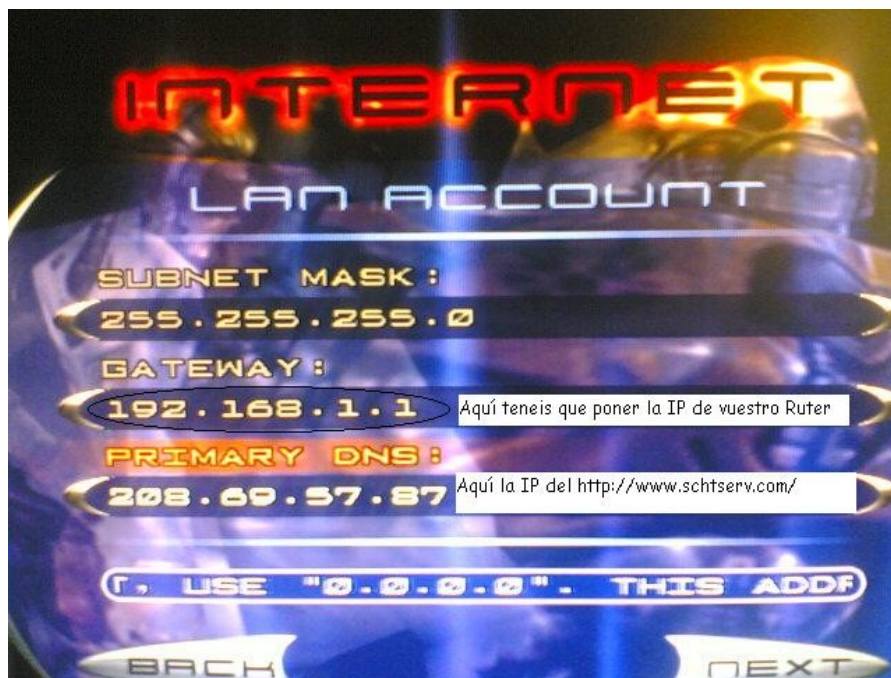 INTERNET
LAN ACCOUNT
SUBNET MASK:
255.255.255.0
GATEWAY:
192.168.1.1 Aquí teneis que poner la IP de vuestro Ruter
PRIMARY DNS:
208.69.57.87 Aquí la IP del http://www.schtserv.com/
, USE "0.0.0.0". THIS
BACK NEXT